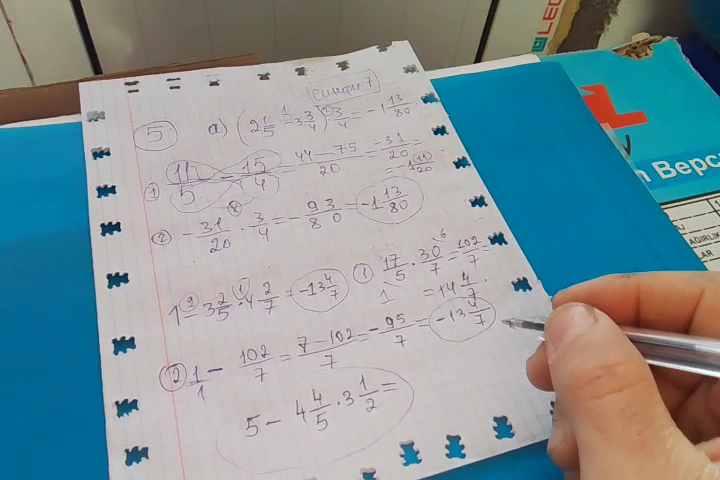 синфи 7
5 а) (2 1/5 - 3 3/4) · 3/4 = -1 13/80
1 11/5 - 15/4 = 44-75/20 = -31/20 = = -1 11/20
2 -31/20 · 3/4 = -93/80 = -1 13/80
1 - 3 2/5 · 4 2/7 = -13 4/7
1 17/5 · 30/7 = 102/7 = = 14 4/7
2 1/1 - 102/7 = 7-102/7 = -95/7 = -13 4/7
5 - 4 4/5 · 3 1/2 =